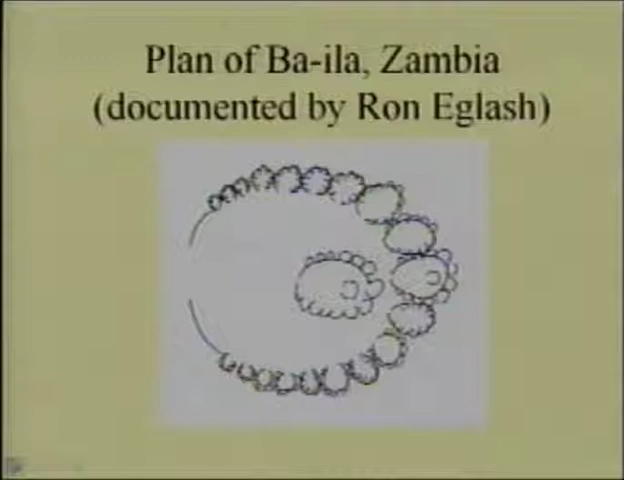 Plan of Ba-ila, Zambia
(documented by Ron Eglash)